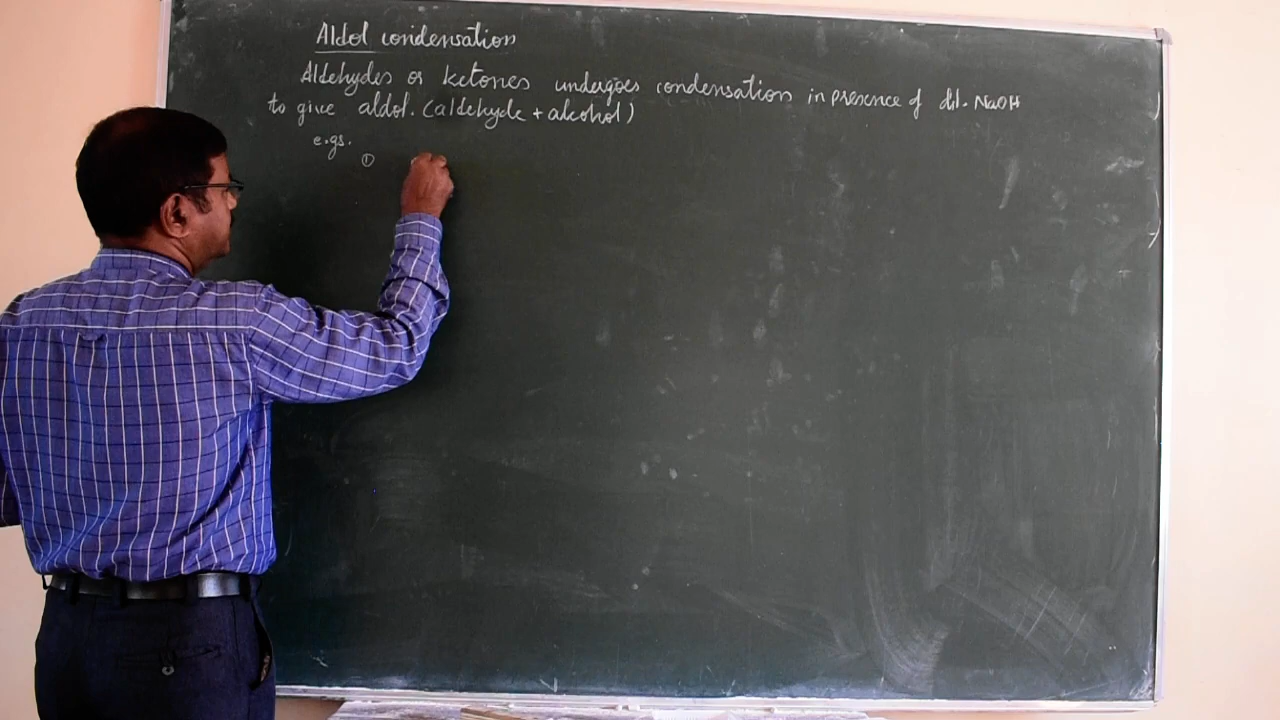 Aldol condensation
Aldehydes or ketones undergoes condensation in presence of dil. NaOH
to give aldol. (aldehyde + alcohol)
e.gs.
①